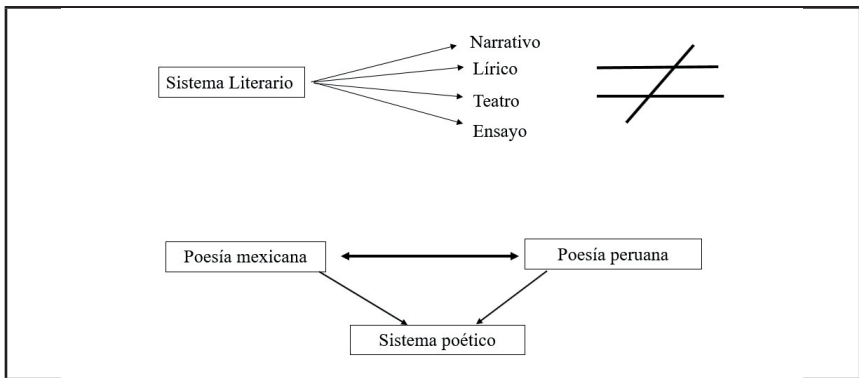 Narrativo
Sistema Literario
Lírico
Teatro
Ensayo
Poesía mexicana
Poesía peruana
Sistema poético